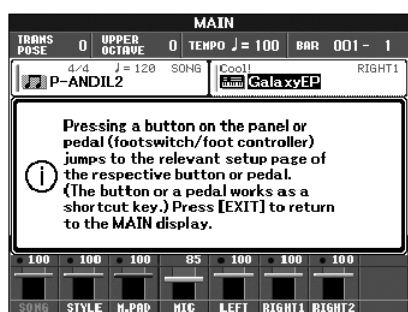 MAIN
TRANSPOSE 0 UPPER OCTAVE 0 TEMPO ♩= 100 BAR 001 - 1
4/4 ♩= 120 SONG Cool! RIGHT1
P-ANDIL2 GalaxyEP
Pressing a button on the panel or
pedal (footswitch/foot controller)
jumps to the relevant setup page of
the respective button or pedal.
(The button or a pedal works as a
shortcut key.) Press [EXIT] to return
to the MAIN display.
100 100 100 85 100 100 100
SONG STYLE M.PAD MIC LEFT RIGHT1 RIGHT2